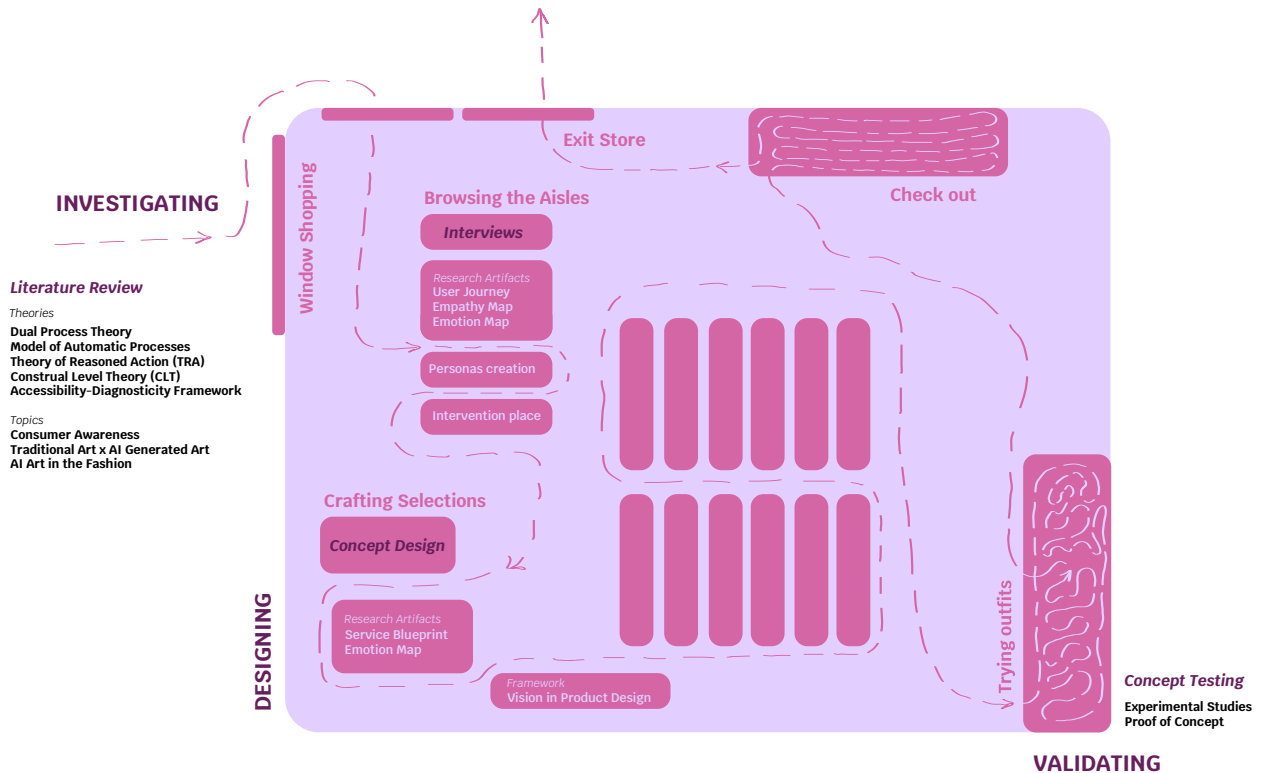 INVESTIGATING
Literature Review
Theories
Dual Process Theory
Model of Automatic Processes
Theory of Reasoned Action (TRA)
Construal Level Theory (CLT)
Accessibility-Diagnosticity Framework
Topics
Consumer Awareness
Traditional Art x AI Generated Art
AI Art in the Fashion
Window Shopping
Exit Store
Check out
Browsing the Aisles
Interviews
Research Artifacts
User Journey
Empathy Map
Emotion Map
Personas creation
Intervention place
DESIGNING
Crafting Selections
Concept Design
Research Artifacts
Service Blueprint
Emotion Map
Framework
Vision in Product Design
Trying outfits
Concept Testing
Experimental Studies
Proof of Concept
VALIDATING